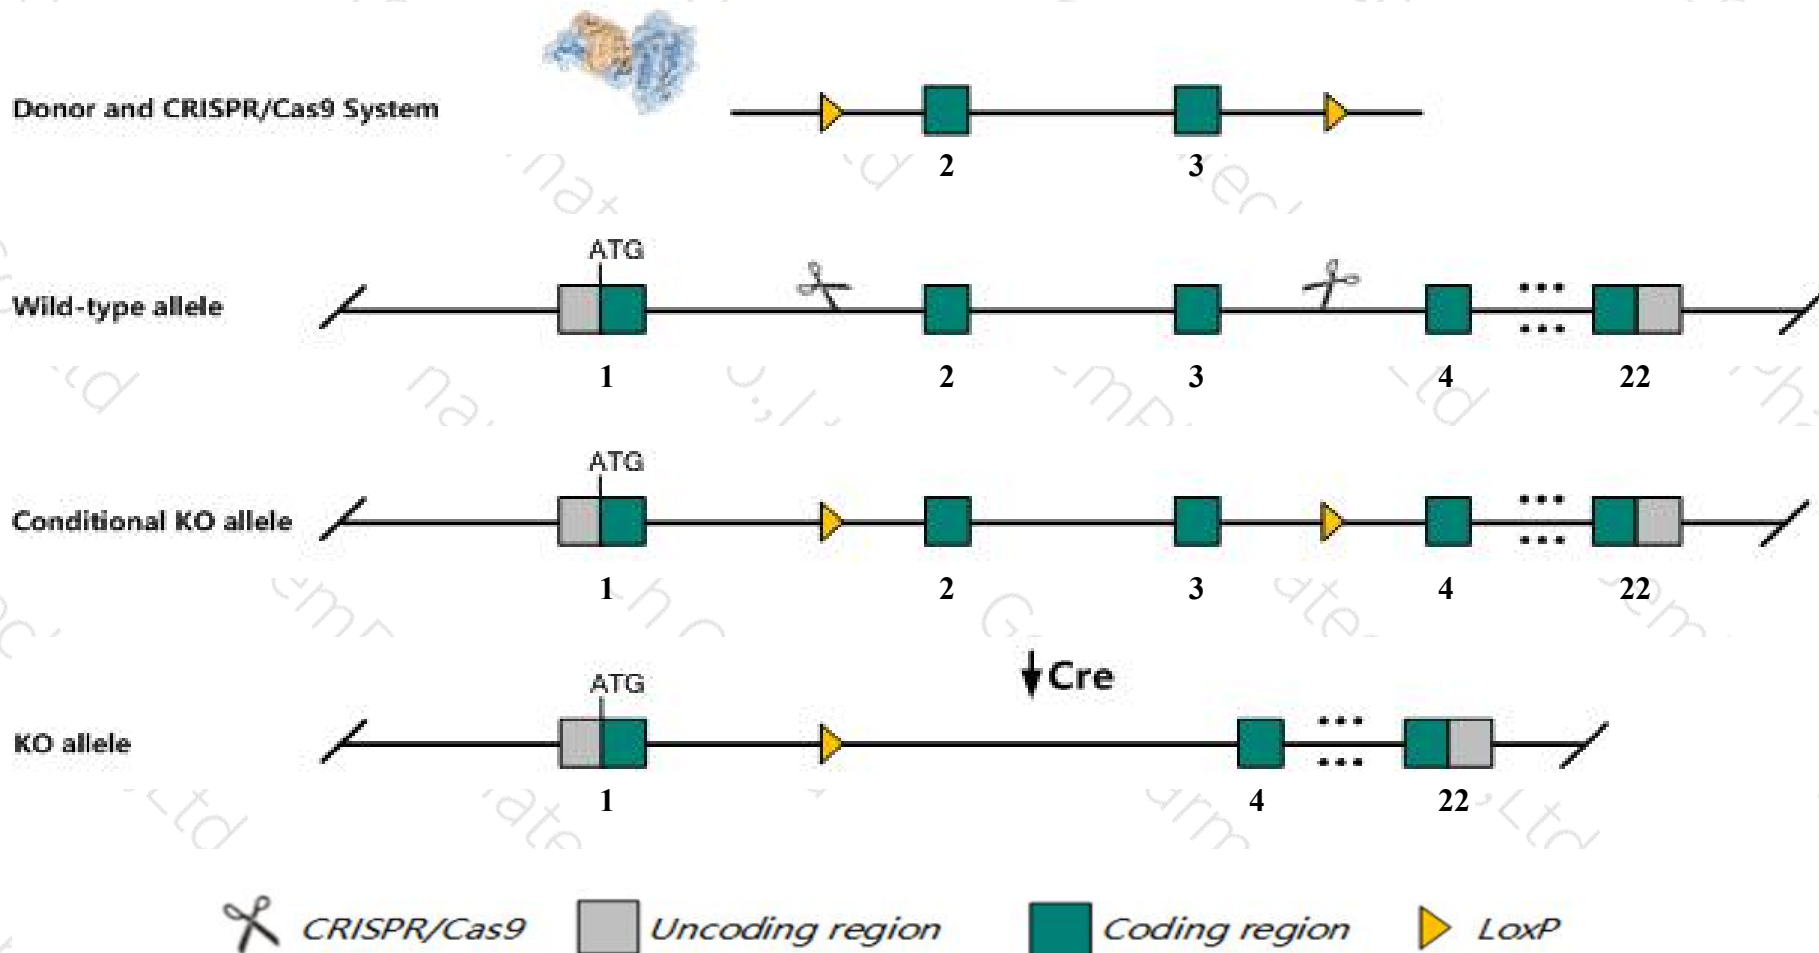 Donor and CRISPR/Cas9 System
2 3
ATG
Wild-type allele
1 2 3 4 22
ATG
Conditional KO allele
1 2 3 4 22
Cre
ATG
KO allele
1 4 22
CRISPR/Cas9 Uncoding region Coding region LoxP